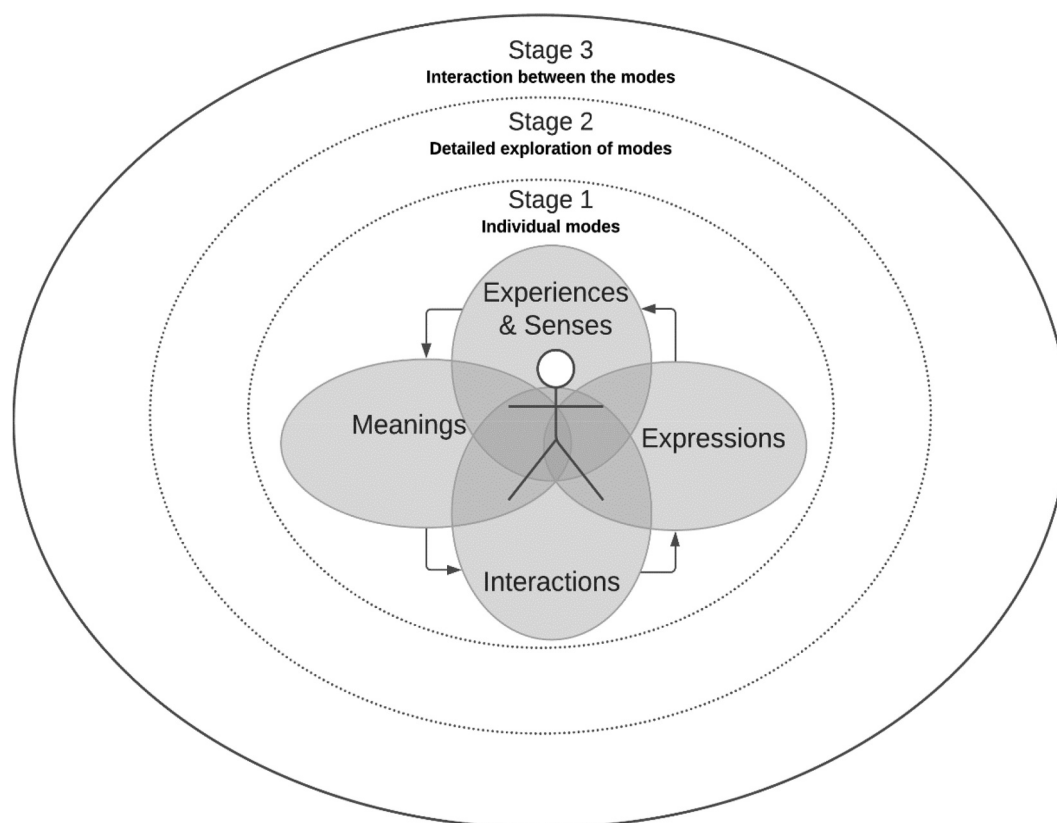 Stage 3
Interaction between the modes
Stage 2
Detailed exploration of modes
Stage 1
Individual modes
Experiences
& Senses
Meanings
Expressions
Interactions